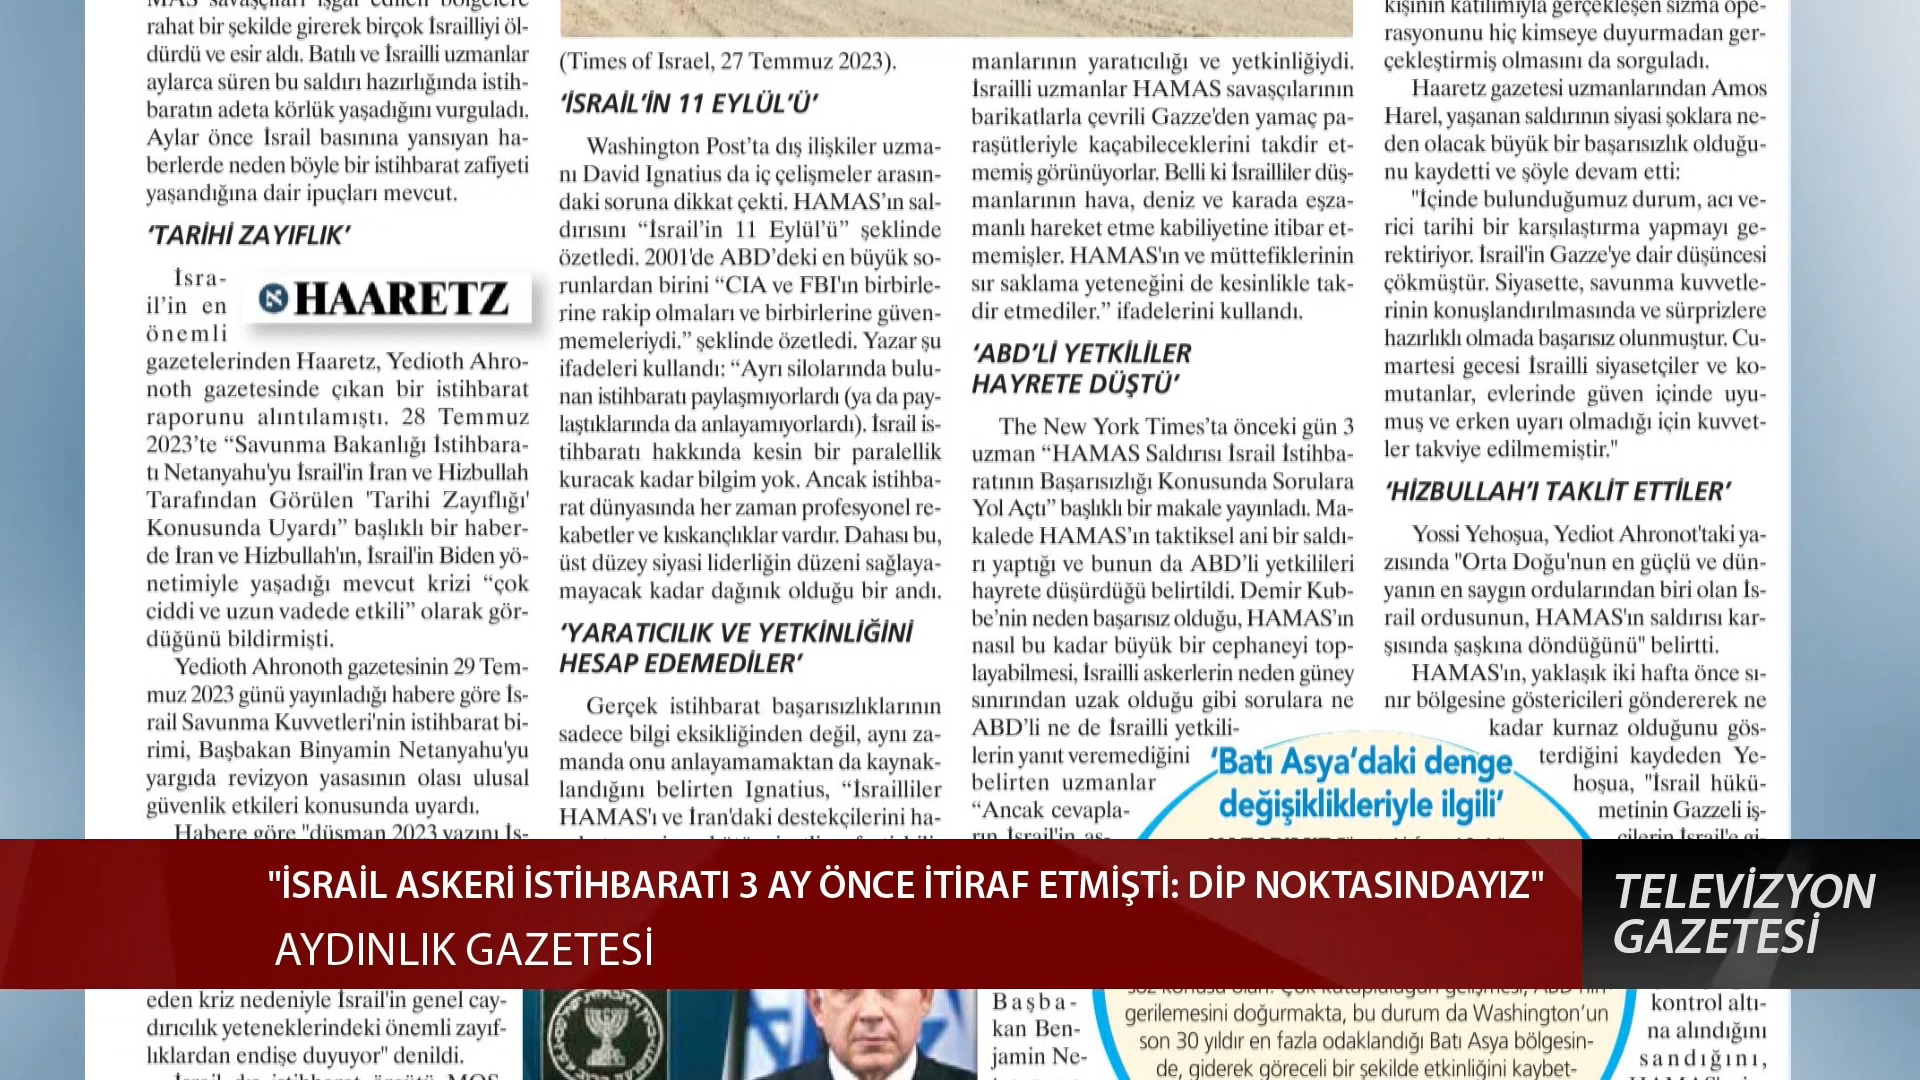 rahat bir şekilde girerek birçok İsrailliyi öl-
dürdü ve esir aldı. Batılı ve İsrailli uzmanlar
aylarca süren bu saldırı hazırlığında istih-
baratın adeta körlük yaşadığını vurguladı.
Aylar önce İsrail basınına yansıyan ha-
berlerde neden böyle bir istihbarat zafiyeti
yaşandığına dair ipuçları mevcut.
‘TARİHİ ZAYIFLIK’
İsra-
il’in en
önemli
HAARETZ
gazetelerinden Haaretz, Yedioth Ahro-
noth gazetesinde çıkan bir istihbarat
raporunu alıntılamıştı. 28 Temmuz
2023’te “Savunma Bakanlığı İstihbara-
tı Netanyahu'yu İsrail'in İran ve Hizbullah
Tarafından Görülen 'Tarihi Zayıflığı'
Konusunda Uyardı” başlıklı bir haber-
de İran ve Hizbullah'ın, İsrail'in Biden yö-
netimiyle yaşadığı mevcut krizi “çok
ciddi ve uzun vadede etkili” olarak gör-
düğünü bildirmişti.
Yedioth Ahronoth gazetesinin 29 Tem-
muz 2023 günü yayınladığı habere göre İs-
rail Savunma Kuvvetleri'nin istihbarat bi-
rimi, Başbakan Binyamin Netanyahu'yu
yargıda revizyon yasasının olası ulusal
güvenlik etkileri konusunda uyardı.
Habere göre "düşman 2023 yazını İs-
eden kriz nedeniyle İsrail'in genel cay-
dırıcılık yeteneklerindeki önemli zayıf-
lıklardan endişe duyuyor" denildi.
(Times of Israel, 27 Temmuz 2023).
‘İSRAİL’İN 11 EYLÜL’Ü’
Washington Post’ta dış ilişkiler uzma-
nı David Ignatius da iç çelişmeler arasın-
daki soruna dikkat çekti. HAMAS’ın sal-
dırısını “İsrail’in 11 Eylül’ü” şeklinde
özetledi. 2001'de ABD’deki en büyük so-
runlardan birini “CIA ve FBI'ın birbirle-
rine rakip olmaları ve birbirlerine güven-
memeleriydi.” şeklinde özetledi. Yazar şu
ifadeleri kullandı: “Ayrı silolarında bulu-
nan istihbaratı paylaşmıyorlardı (ya da pay-
laştıklarında da anlayamıyorlardı). İsrail is-
tihbaratı hakkında kesin bir paralellik
kuracak kadar bilgim yok. Ancak istihba-
rat dünyasında her zaman profesyonel re-
kabetler ve kıskançlıklar vardır. Dahası bu,
üst düzey siyasi liderliğin düzeni sağlaya-
mayacak kadar dağınık olduğu bir andı.
‘YARATICILIK VE YETKİNLİĞİNİ
HESAP EDEMEDİLER’
Gerçek istihbarat başarısızlıklarının
sadece bilgi eksikliğinden değil, aynı za-
manda onu anlayamamaktan da kaynak-
landığını belirten Ignatius, “İsrailliler
HAMAS'ı ve İran'daki destekçilerini ha-
manlarının yaratıcılığı ve yetkinliğiydi.
İsrailli uzmanlar HAMAS savaşçılarının
barikatlarla çevrili Gazze'den yamaç pa-
raşütleriyle kaçabileceklerini takdir et-
memiş görünüyorlar. Belli ki İsrailliler düş-
manlarının hava, deniz ve karada eşza-
manlı hareket etme kabiliyetine itibar et-
memişler. HAMAS'ın ve müttefiklerinin
sır saklama yeteneğini de kesinlikle tak-
dir etmediler.” ifadelerini kullandı.
‘ABD’Lİ YETKİLİLER
HAYRETE DÜŞTÜ’
The New York Times’ta önceki gün 3
uzman “HAMAS Saldırısı İsrail İstihba-
ratının Başarısızlığı Konusunda Sorulara
Yol Açtı” başlıklı bir makale yayınladı. Ma-
kalede HAMAS’ın taktiksel ani bir saldı-
rı yaptığı ve bunun da ABD’li yetkilileri
hayrete düşürdüğü belirtildi. Demir Kub-
be’nin neden başarısız olduğu, HAMAS’ın
nasıl bu kadar büyük bir cephaneyi top-
layabilmesi, İsrailli askerlerin neden güney
sınırından uzak olduğu gibi sorulara ne
ABD’li ne de İsrailli yetkili-
lerin yanıt veremediğini
belirten uzmanlar
“Ancak cevapla-
rın İsrail'in as-
Başba-
kan Ben-
jamin Ne-
kişinin katılımıyla gerçekleşen sızma ope-
rasyonunu hiç kimseye duyurmadan ger-
çekleştirmiş olmasını da sorguladı.
Haaretz gazetesi uzmanlarından Amos
Harel, yaşanan saldırının siyasi şoklara ne-
den olacak büyük bir başarısızlık olduğu-
nu kaydetti ve şöyle devam etti:
"İçinde bulunduğumuz durum, acı ve-
rici tarihi bir karşılaştırma yapmayı ge-
rektiriyor. İsrail'in Gazze'ye dair düşüncesi
çökmüştür. Siyasette, savunma kuvvetle-
rinin konuşlandırılmasında ve sürprizlere
hazırlıklı olmada başarısız olunmuştur. Cu-
martesi gecesi İsrailli siyasetçiler ve ko-
mutanlar, evlerinde güven içinde uyu-
muş ve erken uyarı olmadığı için kuvvet-
ler takviye edilmemiştir."
‘HİZBULLAH’I TAKLİT ETTİLER’
Yossi Yehoşua, Yediot Ahronot'taki ya-
zısında "Orta Doğu'nun en güçlü ve dün-
yanın en saygın ordularından biri olan İs-
rail ordusunun, HAMAS'ın saldırısı kar-
şısında şaşkına döndüğünü" belirtti.
HAMAS'ın, yaklaşık iki hafta önce sı-
nır bölgesine göstericileri göndererek ne
kadar kurnaz olduğunu gös-
terdiğini kaydeden Ye-
hoşua, "İsrail hükü-
metinin Gazzeli iş-
çilerin İsrail'e gi-
kontrol altı-
na alındığını
sandığını,
‘Batı Asya’daki denge
değişiklikleriyle ilgili’
gerilemesini doğurmakta, bu durum da Washington’un
son 30 yıldır en fazla odaklandığı Batı Asya bölgesin-
de, giderek göreceli bir şekilde etkinliğini kaybet-
"İSRAİL ASKERİ İSTİHBARATI 3 AY ÖNCE İTİRAF ETMİŞTİ: DİP NOKTASINDAYIZ"
AYDINLIK GAZETESİ
TELEVİZYON
GAZETESİ